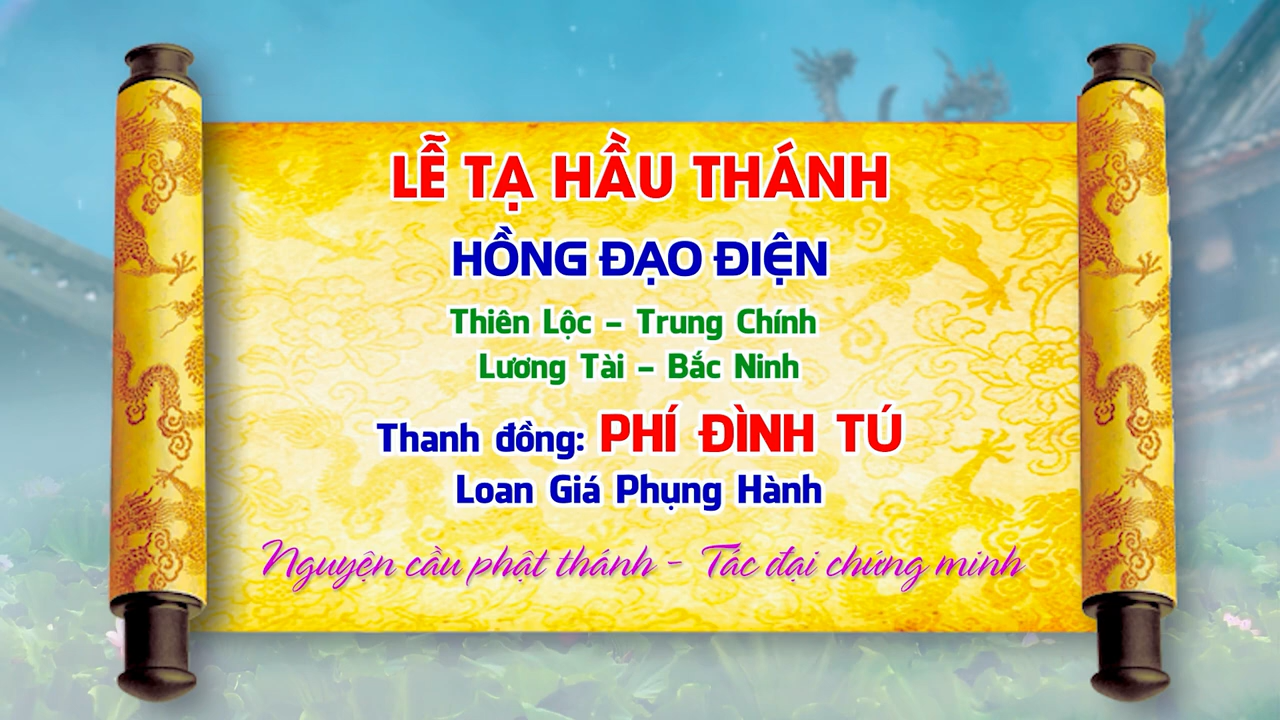 LỄ TẠ HẦU THÁNH
HỒNG ĐẠO ĐIỆN
Thiên Lộc – Trung Chính
Lương Tài – Bắc Ninh
Thanh đồng: PHÍ ĐÌNH TÚ
Loan Giá Phụng Hành
Nguyện cầu phật thánh - Tác đại chứng minh